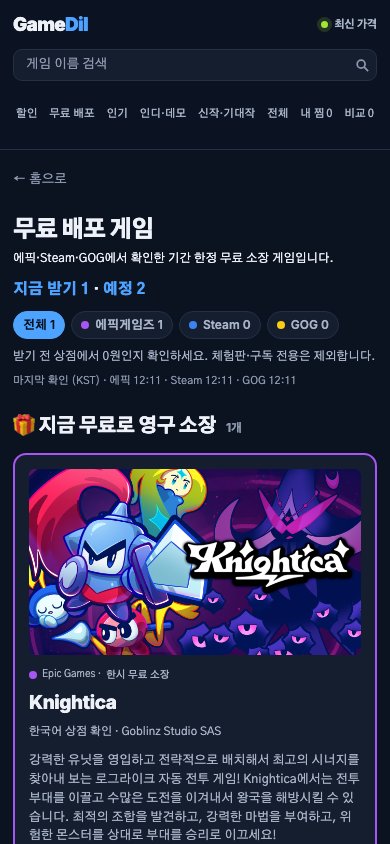 GameDil
최신 가격
게임 이름 검색
할인 무료 배포 인기 인디·데모 신작·기대작 전체 내 찜 0 비교 0
← 홈으로
무료 배포 게임
에픽·Steam·GOG에서 확인한 기간 한정 무료 소장 게임입니다.
지금 받기 1 · 예정 2
전체 1 에픽게임즈 1 Steam 0 GOG 0
받기 전 상점에서 0원인지 확인하세요. 체험판·구독 전용은 제외합니다.
마지막 확인 (KST) · 에픽 12:11 · Steam 12:11 · GOG 12:11
🎁 지금 무료로 영구 소장 1개
Knightica
Epic Games · 한시 무료 소장
Knightica
한국어 상점 확인 · Goblinz Studio SAS
강력한 유닛을 영입하고 전략적으로 배치해서 최고의 시너지를
찾아내 보는 로그라이크 자동 전투 게임! Knightica에서는 전투
부대를 이끌고 수많은 도전을 이겨내서 왕국을 해방시킬 수 있
습니다. 최적의 조합을 발견하고, 강력한 마법을 부여하고, 위
험한 몬스터를 상대로 부대를 승리로 이끄세요!